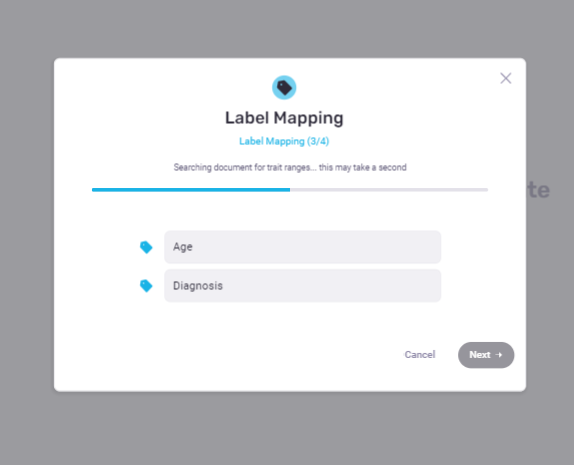 Label Mapping
Label Mapping (3/4)
Searching document for trait ranges... this may take a second
te
Age
Diagnosis
Cancel
Next →